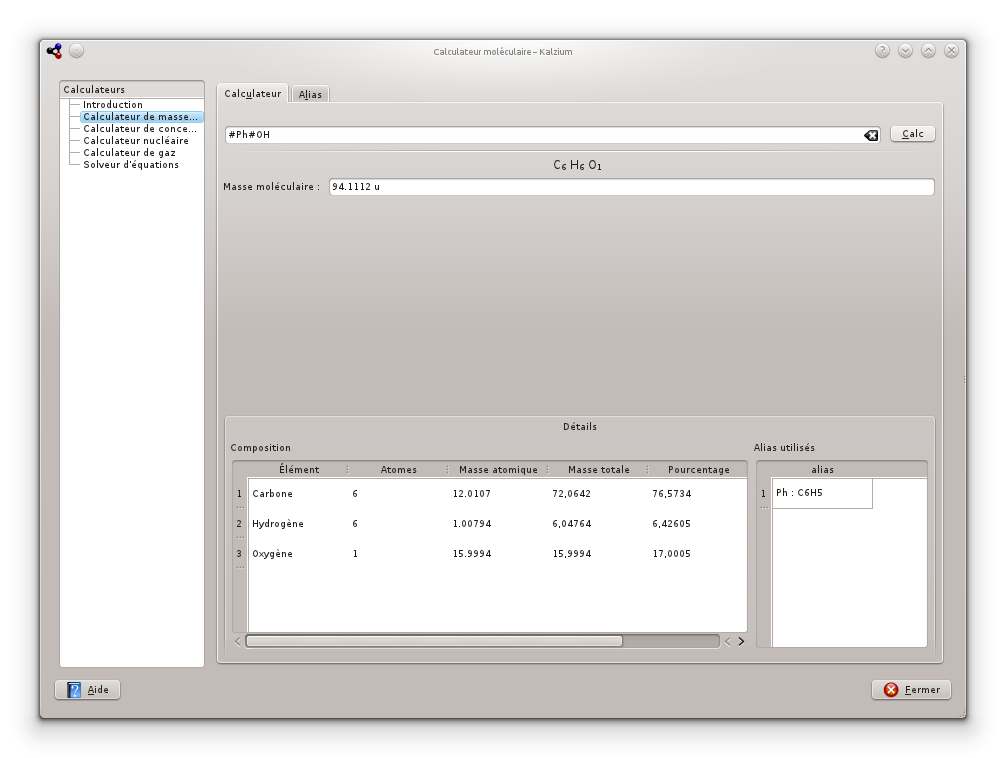 Calculateur moléculaire – Kalzium
Calculateurs
Introduction
Calculateur de masse...
Calculateur de conce...
Calculateur nucléaire
Calculateur de gaz
Solveur d'équations
Calculateur
Alias
#Ph#OH
Calc
C6 H6 O1
Masse moléculaire :
94.1112 u
Détails
Composition
Élément Atomes Masse atomique Masse totale Pourcentage
1 Carbone 6 12.0107 72,0642 76,5734
2 Hydrogène 6 1.00794 6,04764 6,42605
3 Oxygène 1 15.9994 15,9994 17,0005
Alias utilisés
alias
1 Ph : C6H5
Aide
Fermer